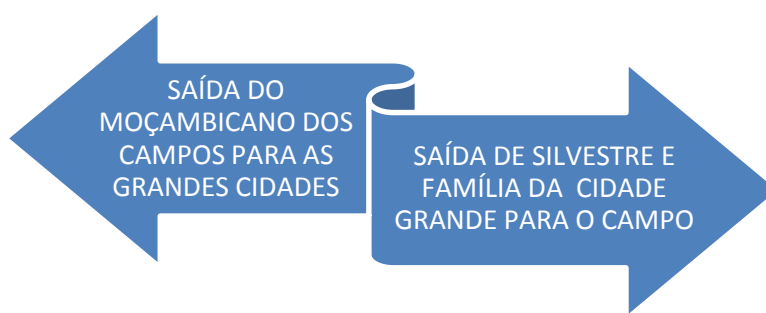 SAÍDA DO
MOÇAMBICANO DOS
CAMPOS PARA AS
GRANDES CIDADES
SAÍDA DE SILVESTRE E
FAMÍLIA DA CIDADE
GRANDE PARA O CAMPO